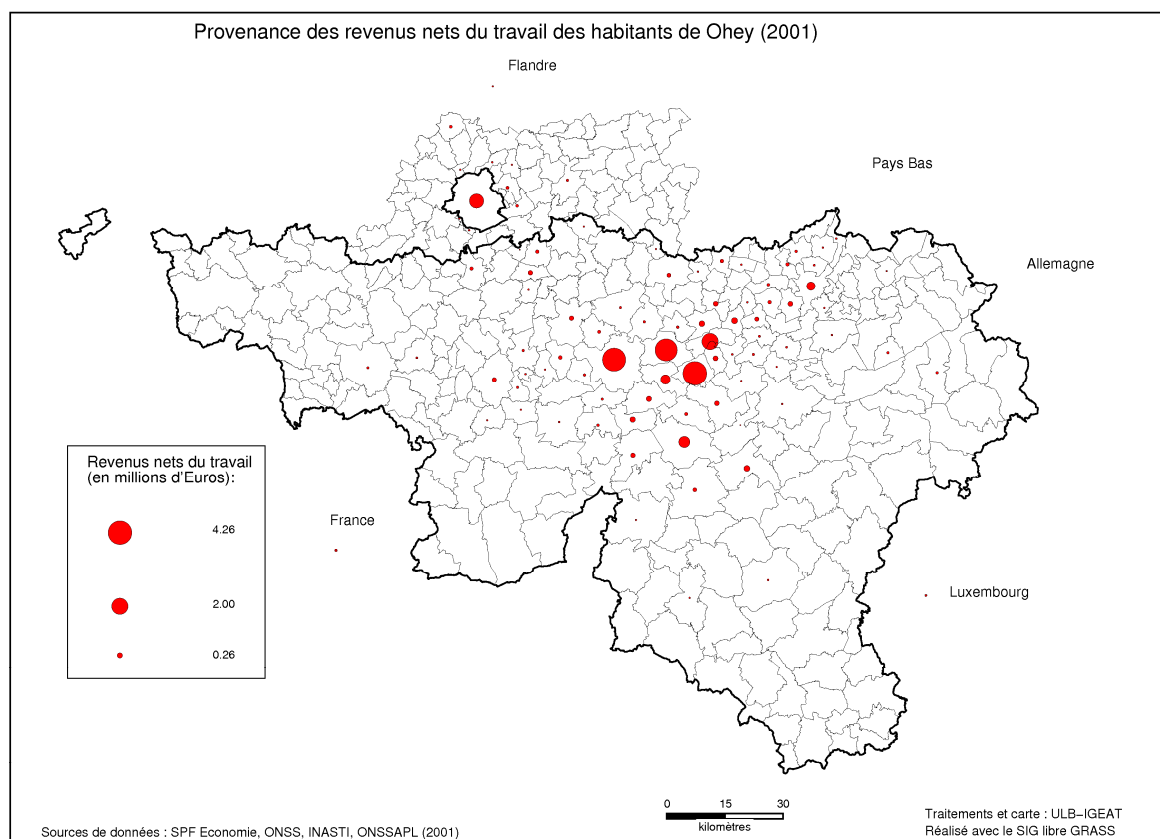 Provenance des revenus nets du travail des habitants de Ohey (2001)
Flandre
Pays Bas
Allemagne
Revenus nets du travail
(en millions d'Euros):
4.26
2.00
0.26
France
Luxembourg
0 15 30
kilomètres
Sources de données : SPF Economie, ONSS, INASTI, ONSSAPL (2001)
Traitements et carte : ULB-IGEAT
Réalisé avec le SIG libre GRASS